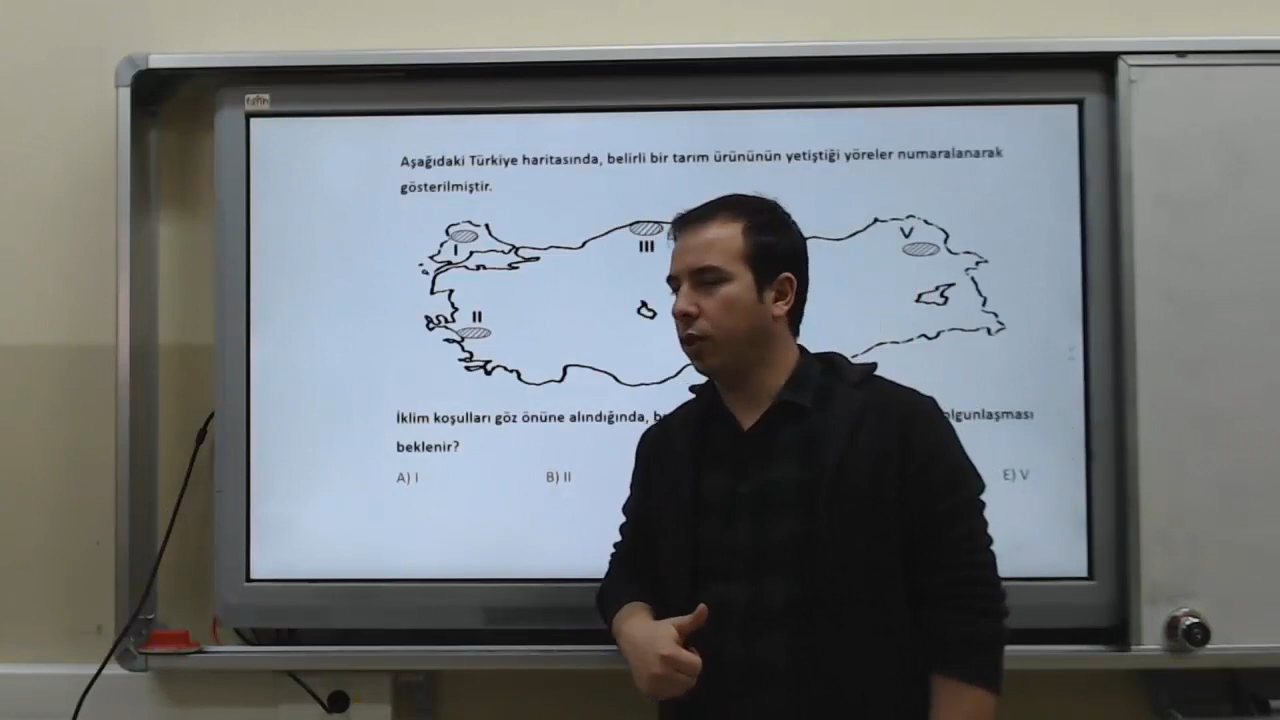 Aşağıdaki Türkiye haritasında, belirli bir tarım ürününün yetiştiği yöreler numaralanarak
gösterilmiştir.
I
III
V
II
İklim koşulları göz önüne alındığında,
beklenir?
A) I B) II E) V